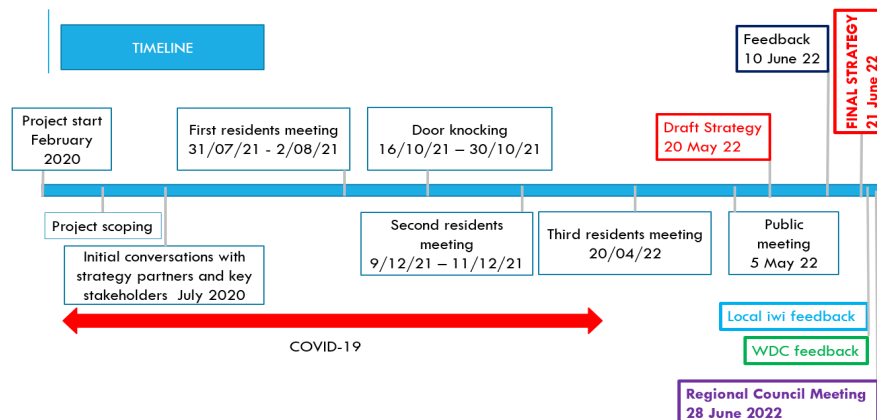 TIMELINE
Feedback
10 June 22
FINAL STRATEGY
21 June 22
Project start
February
2020
First residents meeting
31/07/21 - 2/08/21
Door knocking
16/10/21 – 30/10/21
Draft Strategy
20 May 22
Project scoping
Initial conversations with
strategy partners and key
stakeholders July 2020
Second residents
meeting
9/12/21 – 11/12/21
Third residents meeting
20/04/22
Public
meeting
5 May 22
Local iwi feedback
WDC feedback
COVID-19
Regional Council Meeting
28 June 2022